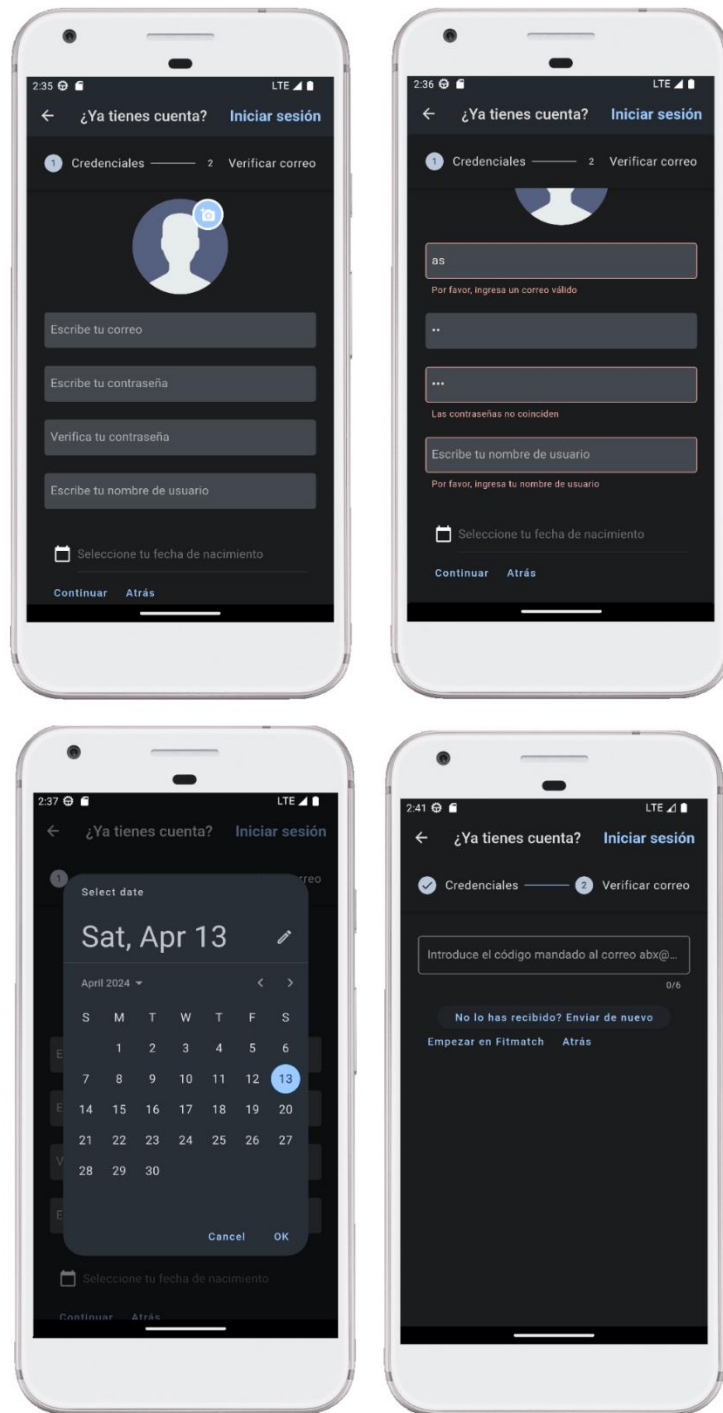 2:35 LTE
¿Ya tienes cuenta? Iniciar sesión
1 Credenciales 2 Verificar correo
Escribe tu correo
Escribe tu contraseña
Verifica tu contraseña
Escribe tu nombre de usuario
Seleccione tu fecha de nacimiento
Continuar Atrás
2:36 LTE
¿Ya tienes cuenta? Iniciar sesión
1 Credenciales 2 Verificar correo
as
Por favor, ingresa un correo válido
••
•••
Las contraseñas no coinciden
Escribe tu nombre de usuario
Por favor, ingresa tu nombre de usuario
Seleccione tu fecha de nacimiento
Continuar Atrás
2:37 LTE
¿Ya tienes cuenta? Iniciar sesión
1 rreo
Select date
Sat, Apr 13
April 2024
S M T W T F S
1 2 3 4 5 6
7 8 9 10 11 12 13
14 15 16 17 18 19 20
21 22 23 24 25 26 27
28 29 30
E
E
V
E
Cancel OK
Seleccione tu fecha de nacimiento
Continuar Atrás
2:41 LTE
¿Ya tienes cuenta? Iniciar sesión
Credenciales 2 Verificar correo
Introduce el código mandado al correo abx@...
0/6
No lo has recibido? Enviar de nuevo
Empezar en Fitmatch Atrás